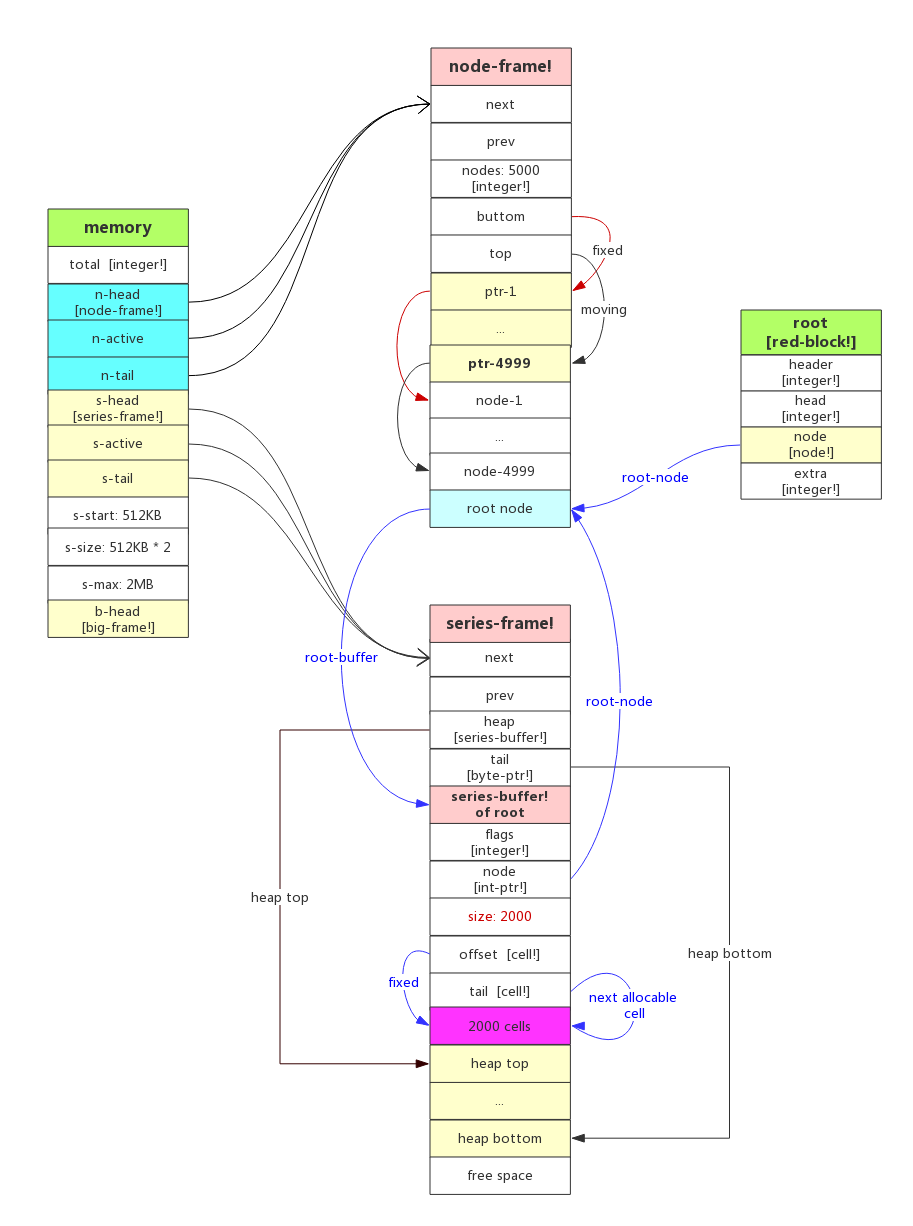 node-frame!
next
prev
nodes: 5000
[integer!]
buttom
top
fixed
moving
ptr-1
...
ptr-4999
node-1
...
node-4999
root node
memory
total [integer!]
n-head
[node-frame!]
n-active
n-tail
s-head
[series-frame!]
s-active
s-tail
s-start: 512KB
s-size: 512KB * 2
s-max: 2MB
b-head
[big-frame!]
root
[red-block!]
header
[integer!]
head
[integer!]
node
[node!]
extra
[integer!]
root-node
root-buffer
root-node
series-frame!
next
prev
heap
[series-buffer!]
tail
[byte-ptr!]
series-buffer!
of root
flags
[integer!]
node
[int-ptr!]
size: 2000
offset [cell!]
tail [cell!]
2000 cells
heap top
...
heap bottom
free space
heap top
heap bottom
fixed
next allocable
cell